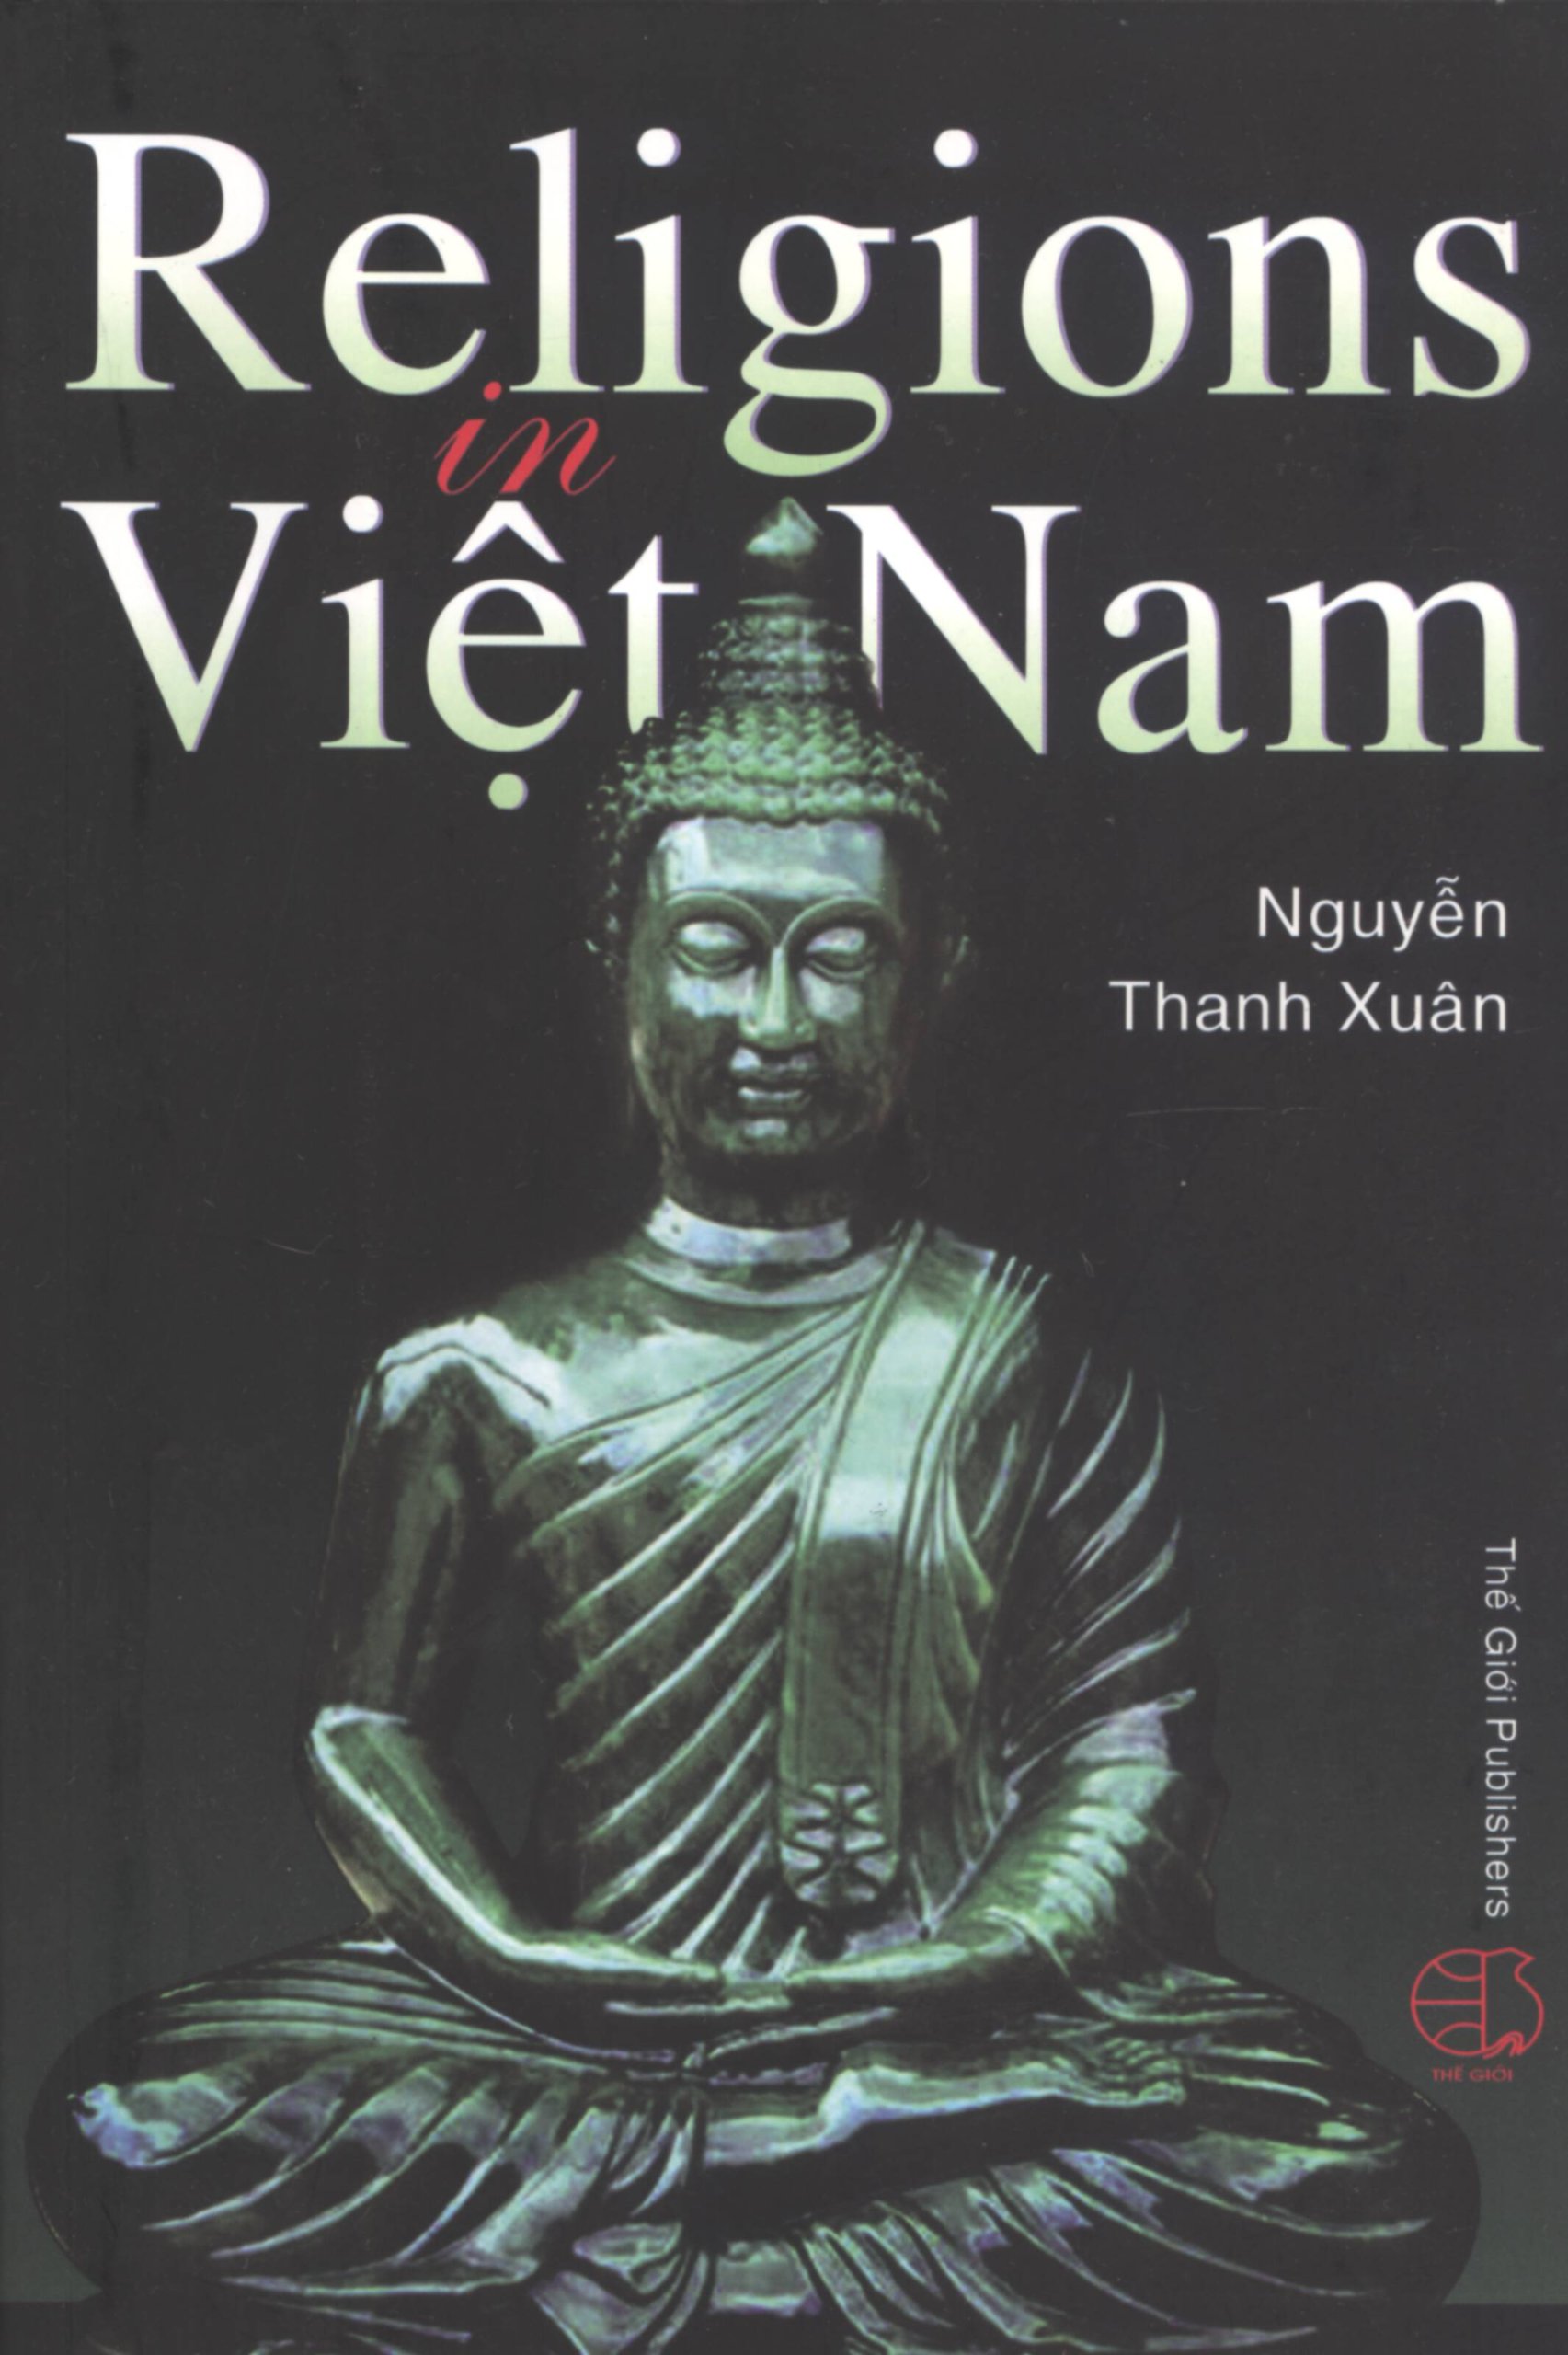 Religions
in
Việt Nam
Nguyễn
Thanh Xuân
Thế Giới Publishers
THẾ GIỚI